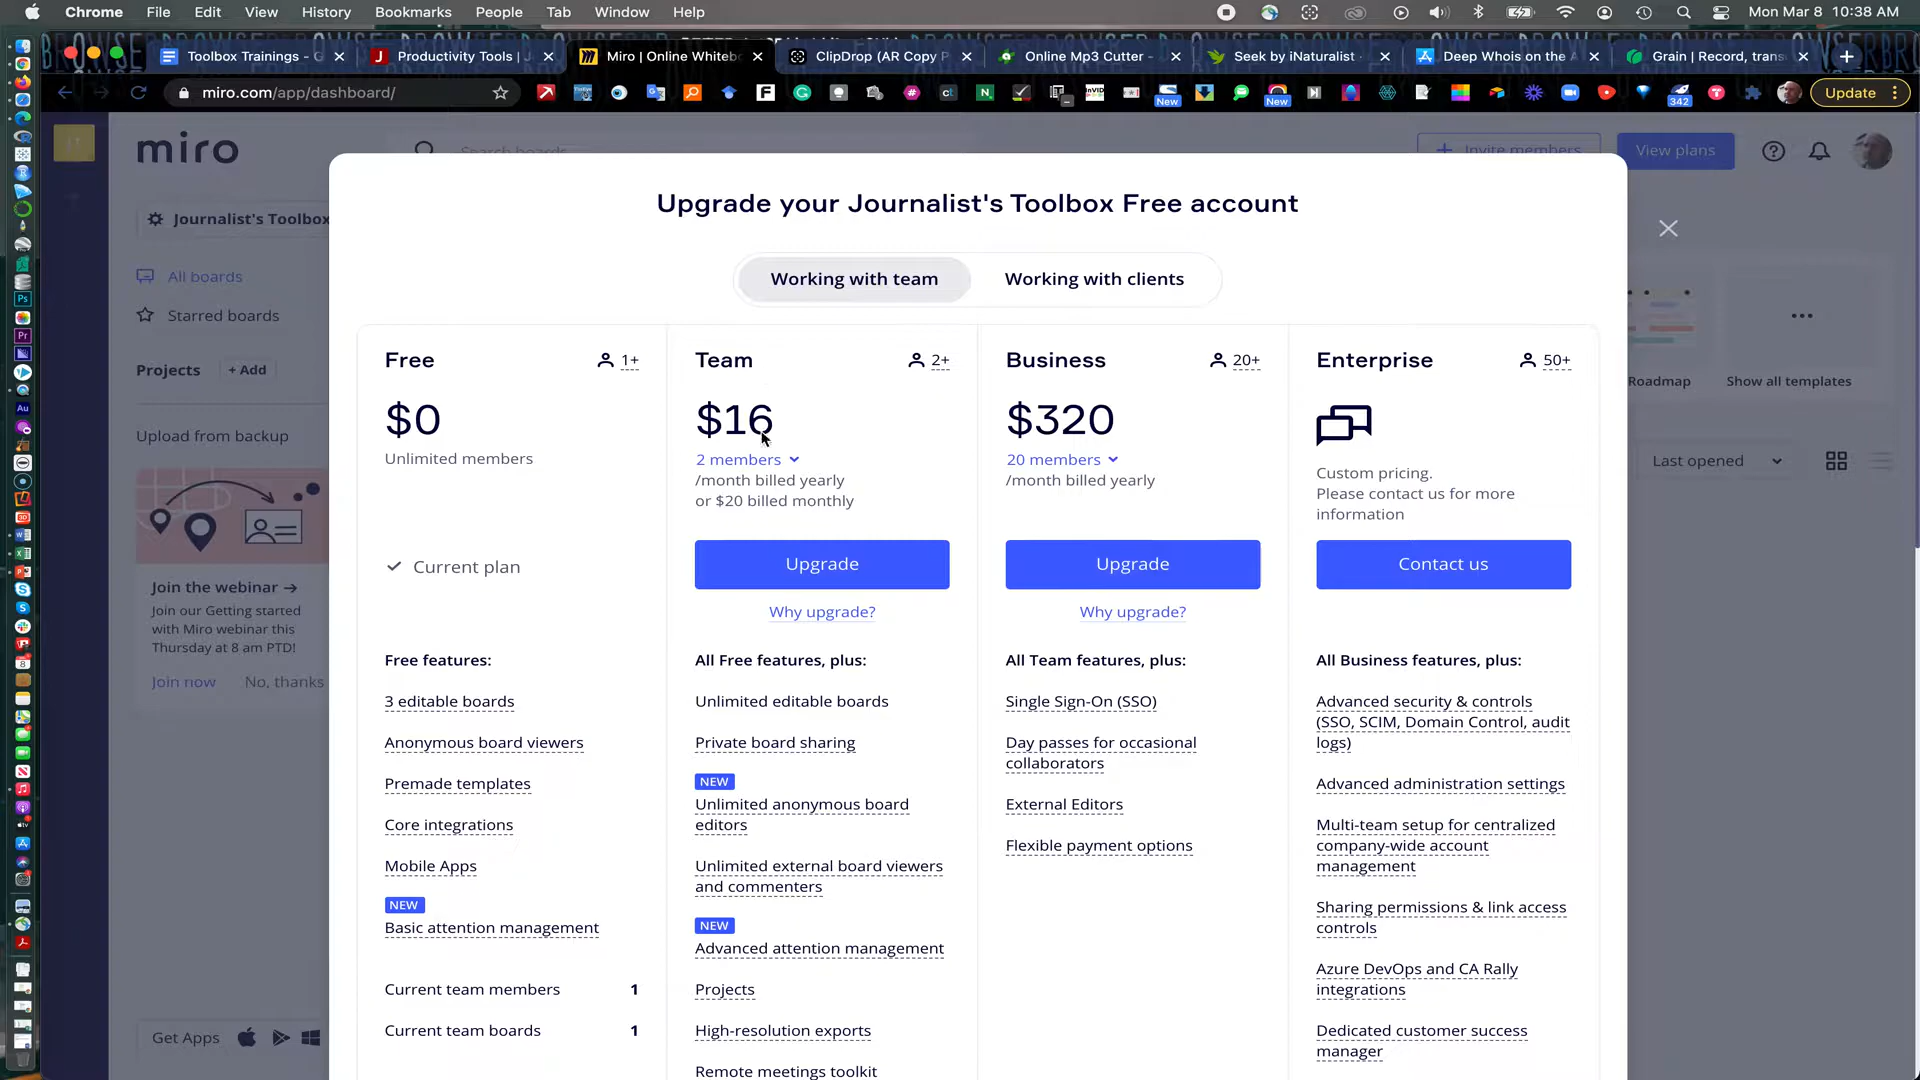 Chrome File Edit View History Bookmarks People Tab Window Help Mon Mar 8 10:38 AM
Toolbox Trainings - G Productivity Tools | J Miro | Online Whiteb ClipDrop (AR Copy P Online Mp3 Cutter - Seek by iNaturalist Deep Whois on the A Grain | Record, trans
miro.com/app/dashboard/ New New 342 Update
miro Search boards Invite members View plans
Upgrade your Journalist's Toolbox Free account
Journalist's Toolbox
All boards
Working with team Working with clients
Starred boards
Free 1+ Team 2+ Business 20+ Enterprise 50+
Projects + Add
Roadmap Show all templates
$0 $16 $320
Upload from backup
Unlimited members 2 members 20 members Custom pricing.
Last opened
/month billed yearly /month billed yearly Please contact us for more
or $20 billed monthly information
Current plan Upgrade Upgrade Contact us
Join the webinar →
Join our Getting started
with Miro webinar this
Thursday at 8 am PTD!
Why upgrade? Why upgrade?
Join now No, thanks
Free features: All Free features, plus: All Team features, plus: All Business features, plus:
3 editable boards
Anonymous board viewers
Premade templates
Core integrations
Mobile Apps
NEW
Basic attention management
Current team members 1
Current team boards 1
Unlimited editable boards
Private board sharing
NEW
Unlimited anonymous board
editors
Unlimited external board viewers
and commenters
NEW
Advanced attention management
Projects
High-resolution exports
Remote meetings toolkit
Single Sign-On (SSO)
Day passes for occasional
collaborators
External Editors
Flexible payment options
Advanced security & controls
(SSO, SCIM, Domain Control, audit
logs)
Advanced administration settings
Multi-team setup for centralized
company-wide account
management
Sharing permissions & link access
controls
Azure DevOps and CA Rally
integrations
Dedicated customer success
manager
Get Apps